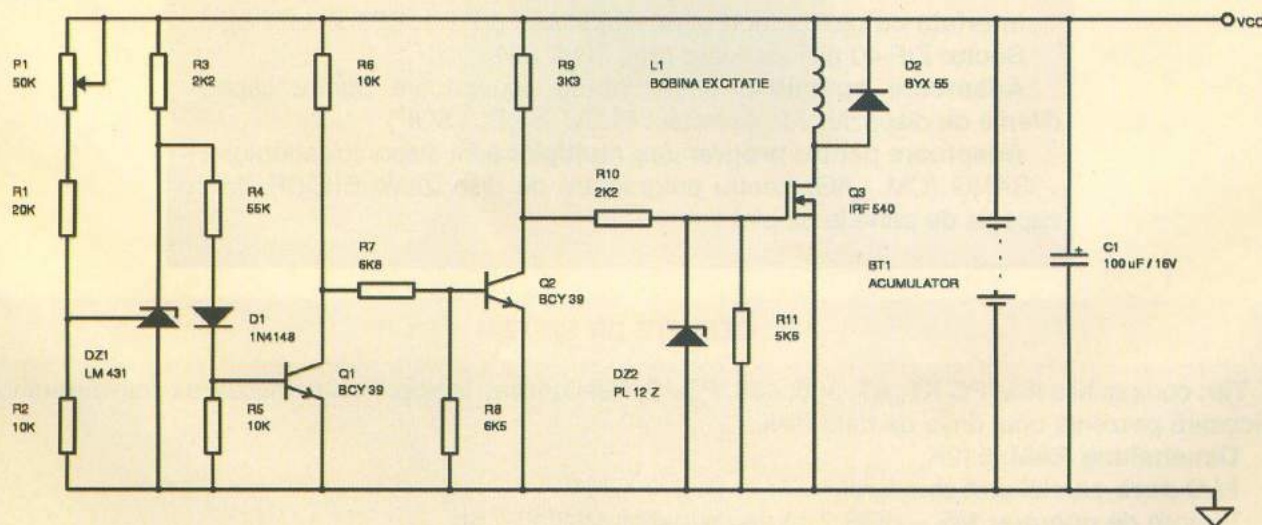 VCC
P1
50K
R3
2K2
R6
10K
R9
3K3
L1
BOBINA EXCITATIE
D2
BYX 55
R1
20K
R4
55K
R10
2K2
Q3
IRF 540
R7
6K8
Q2
BCY 39
BT1
ACUMULATOR
C1
100 uF / 16V
D1
1N4148
R11
5K6
DZ1
LM 431
Q1
BCY 39
DZ2
PL 12 Z
R2
10K
R5
10K
R8
6K5